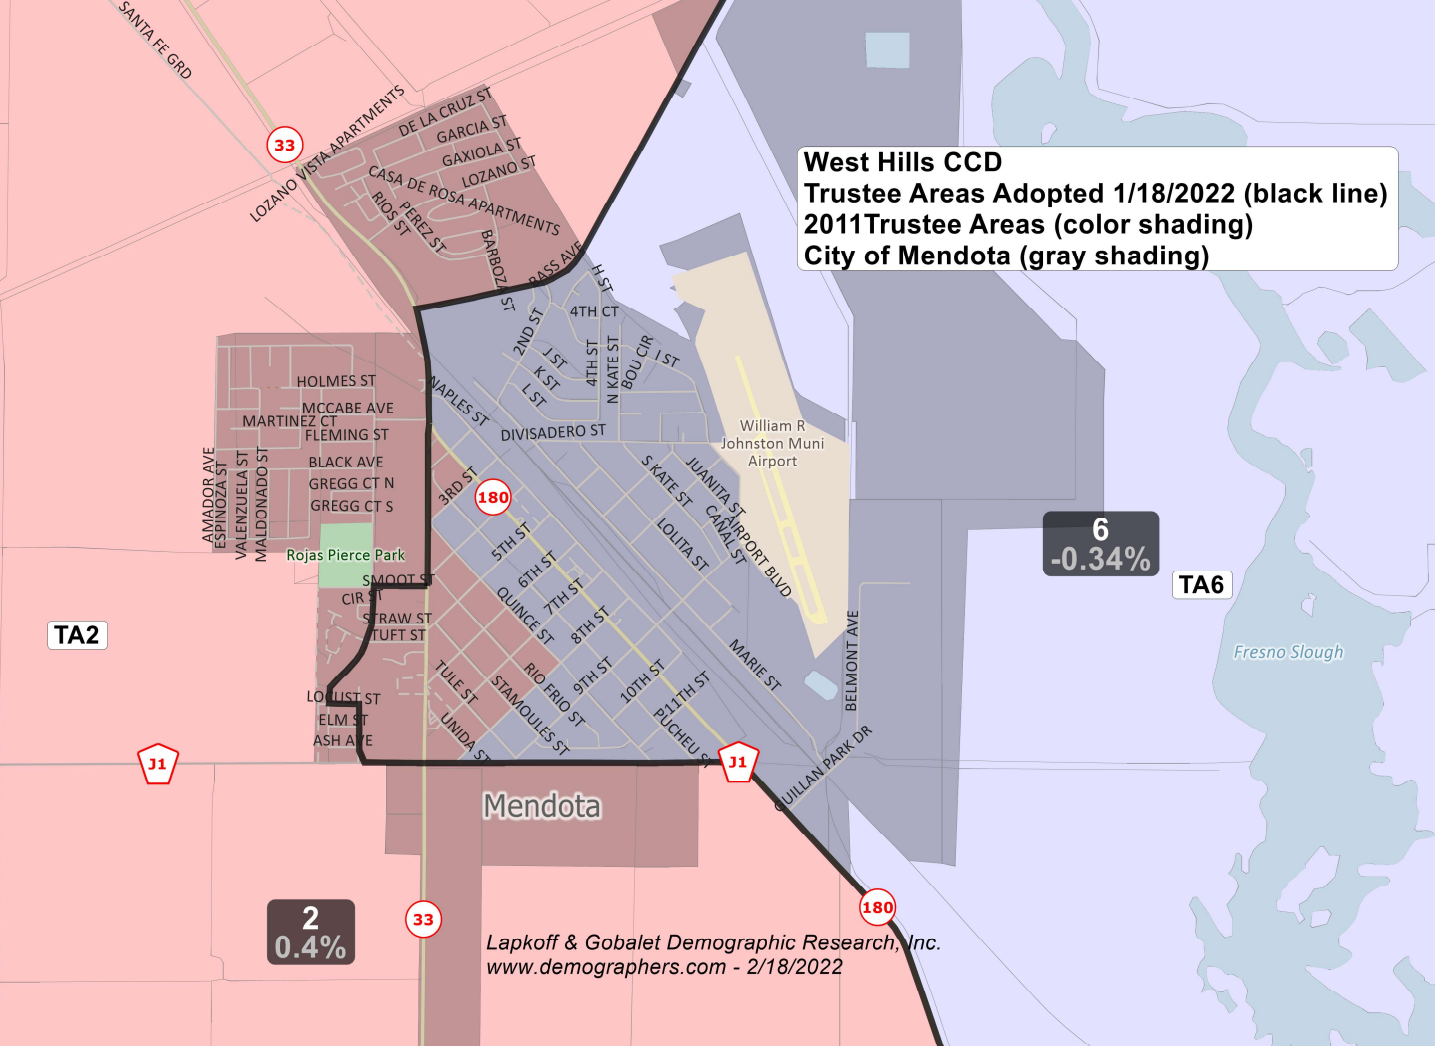 SANTA FE GRD
LOZANO VISTA APARTMENTS
33
DE LA CRUZ ST
GARCIA ST
GAXIOLA ST
LOZANO ST
CASA DE ROSA APARTMENTS
RIOS ST
PEREZ ST
BARBOZA ST
BASS AVE
West Hills CCD
Trustee Areas Adopted 1/18/2022 (black line)
2011Trustee Areas (color shading)
City of Mendota (gray shading)
H ST
4TH CT
2ND ST
J ST
K ST
L ST
4TH ST
N KATE ST
BOU CIR
I ST
NAPLES ST
DIVISADERO ST
HOLMES ST
MCCABE AVE
MARTINEZ CT
FLEMING ST
BLACK AVE
GREGG CT N
GREGG CT S
AMADOR AVE
ESPINOZA ST
VALENZUELA ST
MALDONADO ST
William R
Johnston Muni
Airport
3RD ST
180
S KATE ST
JUANITA ST
CANAL ST
AIRPORT BLVD
LOLITA ST
5TH ST
6TH ST
7TH ST
8TH ST
QUINCE ST
Rojas Pierce Park
SMOOT ST
CIR ST
STRAW ST
TUFT ST
6
-0.34%
TA6
TA2
Fresno Slough
BELMONT AVE
MARIE ST
9TH ST
10TH ST
11TH ST
RIO FRIO ST
STAMOULES ST
TULE ST
UNIDA ST
PUCHEU ST
LOCUST ST
ELM ST
ASH AVE
J1
J1
GUILLAN PARK DR
Mendota
2
0.4%
33
180
Lapkoff & Gobalet Demographic Research, Inc.
www.demographers.com - 2/18/2022